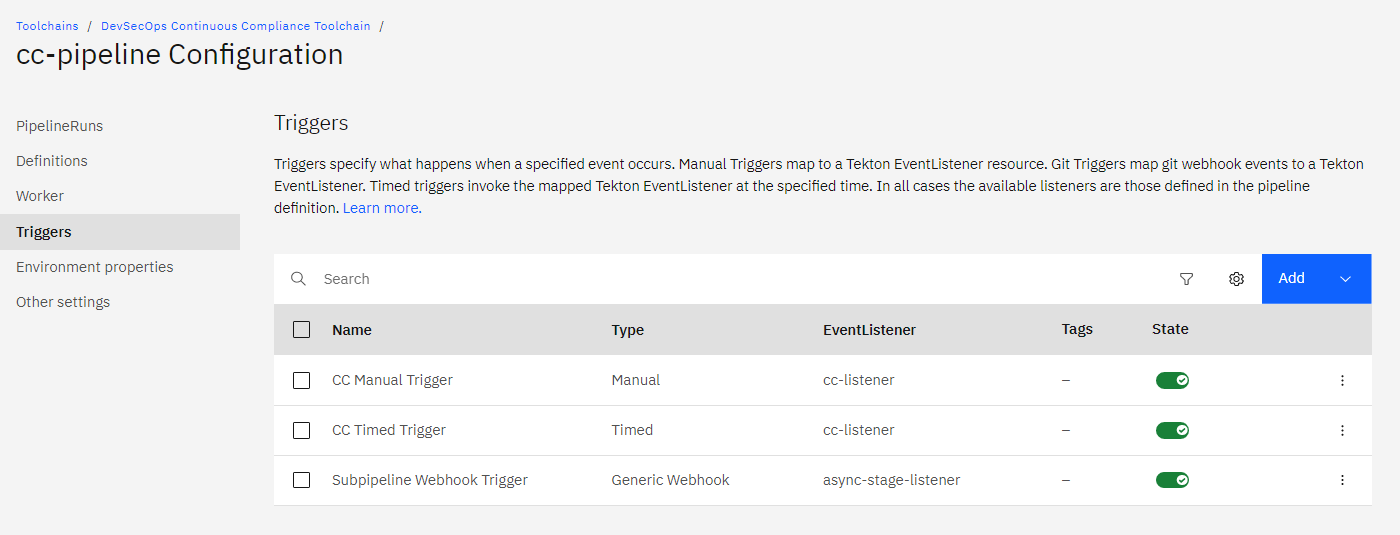 Toolchains / DevSecOps Continuous Compliance Toolchain /
cc-pipeline Configuration
PipelineRuns
Definitions
Worker
Triggers
Environment properties
Other settings
Triggers
Triggers specify what happens when a specified event occurs. Manual Triggers map to a Tekton EventListener resource. Git Triggers map git webhook events to a Tekton
EventListener. Timed triggers invoke the mapped Tekton EventListener at the specified time. In all cases the available listeners are those defined in the pipeline
definition. Learn more.
Search Add
Name Type EventListener Tags State
CC Manual Trigger Manual cc-listener –
CC Timed Trigger Timed cc-listener –
Subpipeline Webhook Trigger Generic Webhook async-stage-listener –